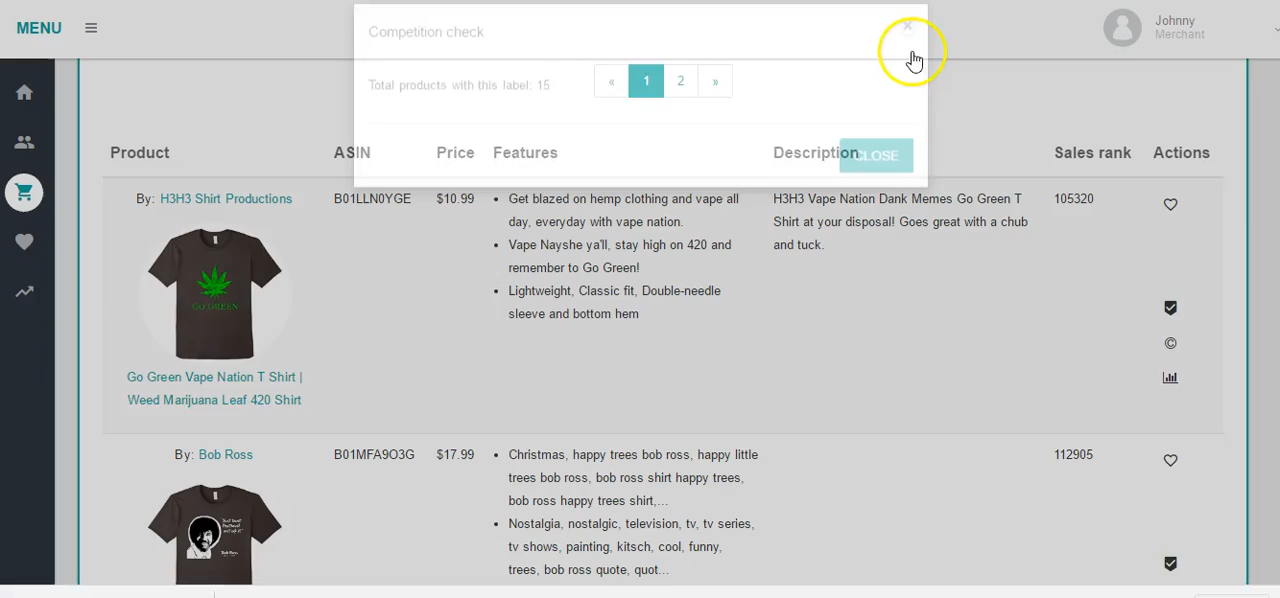 MENU
Johnny
Merchant
Competition check
×
Total products with this label: 15
« 1 2 »
CLOSE
Product
ASIN
Price
Features
Description
Sales rank
Actions
By: H3H3 Shirt Productions
GO GREEN
Go Green Vape Nation T Shirt |
Weed Marijuana Leaf 420 Shirt
B01LLN0YGE
$10.99
• Get blazed on hemp clothing and vape all
day, everyday with vape nation.
• Vape Nayshe ya'll, stay high on 420 and
remember to Go Green!
• Lightweight, Classic fit, Double-needle
sleeve and bottom hem
H3H3 Vape Nation Dank Memes Go Green T
Shirt at your disposal! Goes great with a chub
and tuck.
105320
©
By: Bob Ross
B01MFA9O3G
$17.99
• Christmas, happy trees bob ross, happy little
trees bob ross, bob ross shirt happy trees,
bob ross happy trees shirt,...
• Nostalgia, nostalgic, television, tv, tv series,
tv shows, painting, kitsch, cool, funny,
trees, bob ross quote, quot...
112905